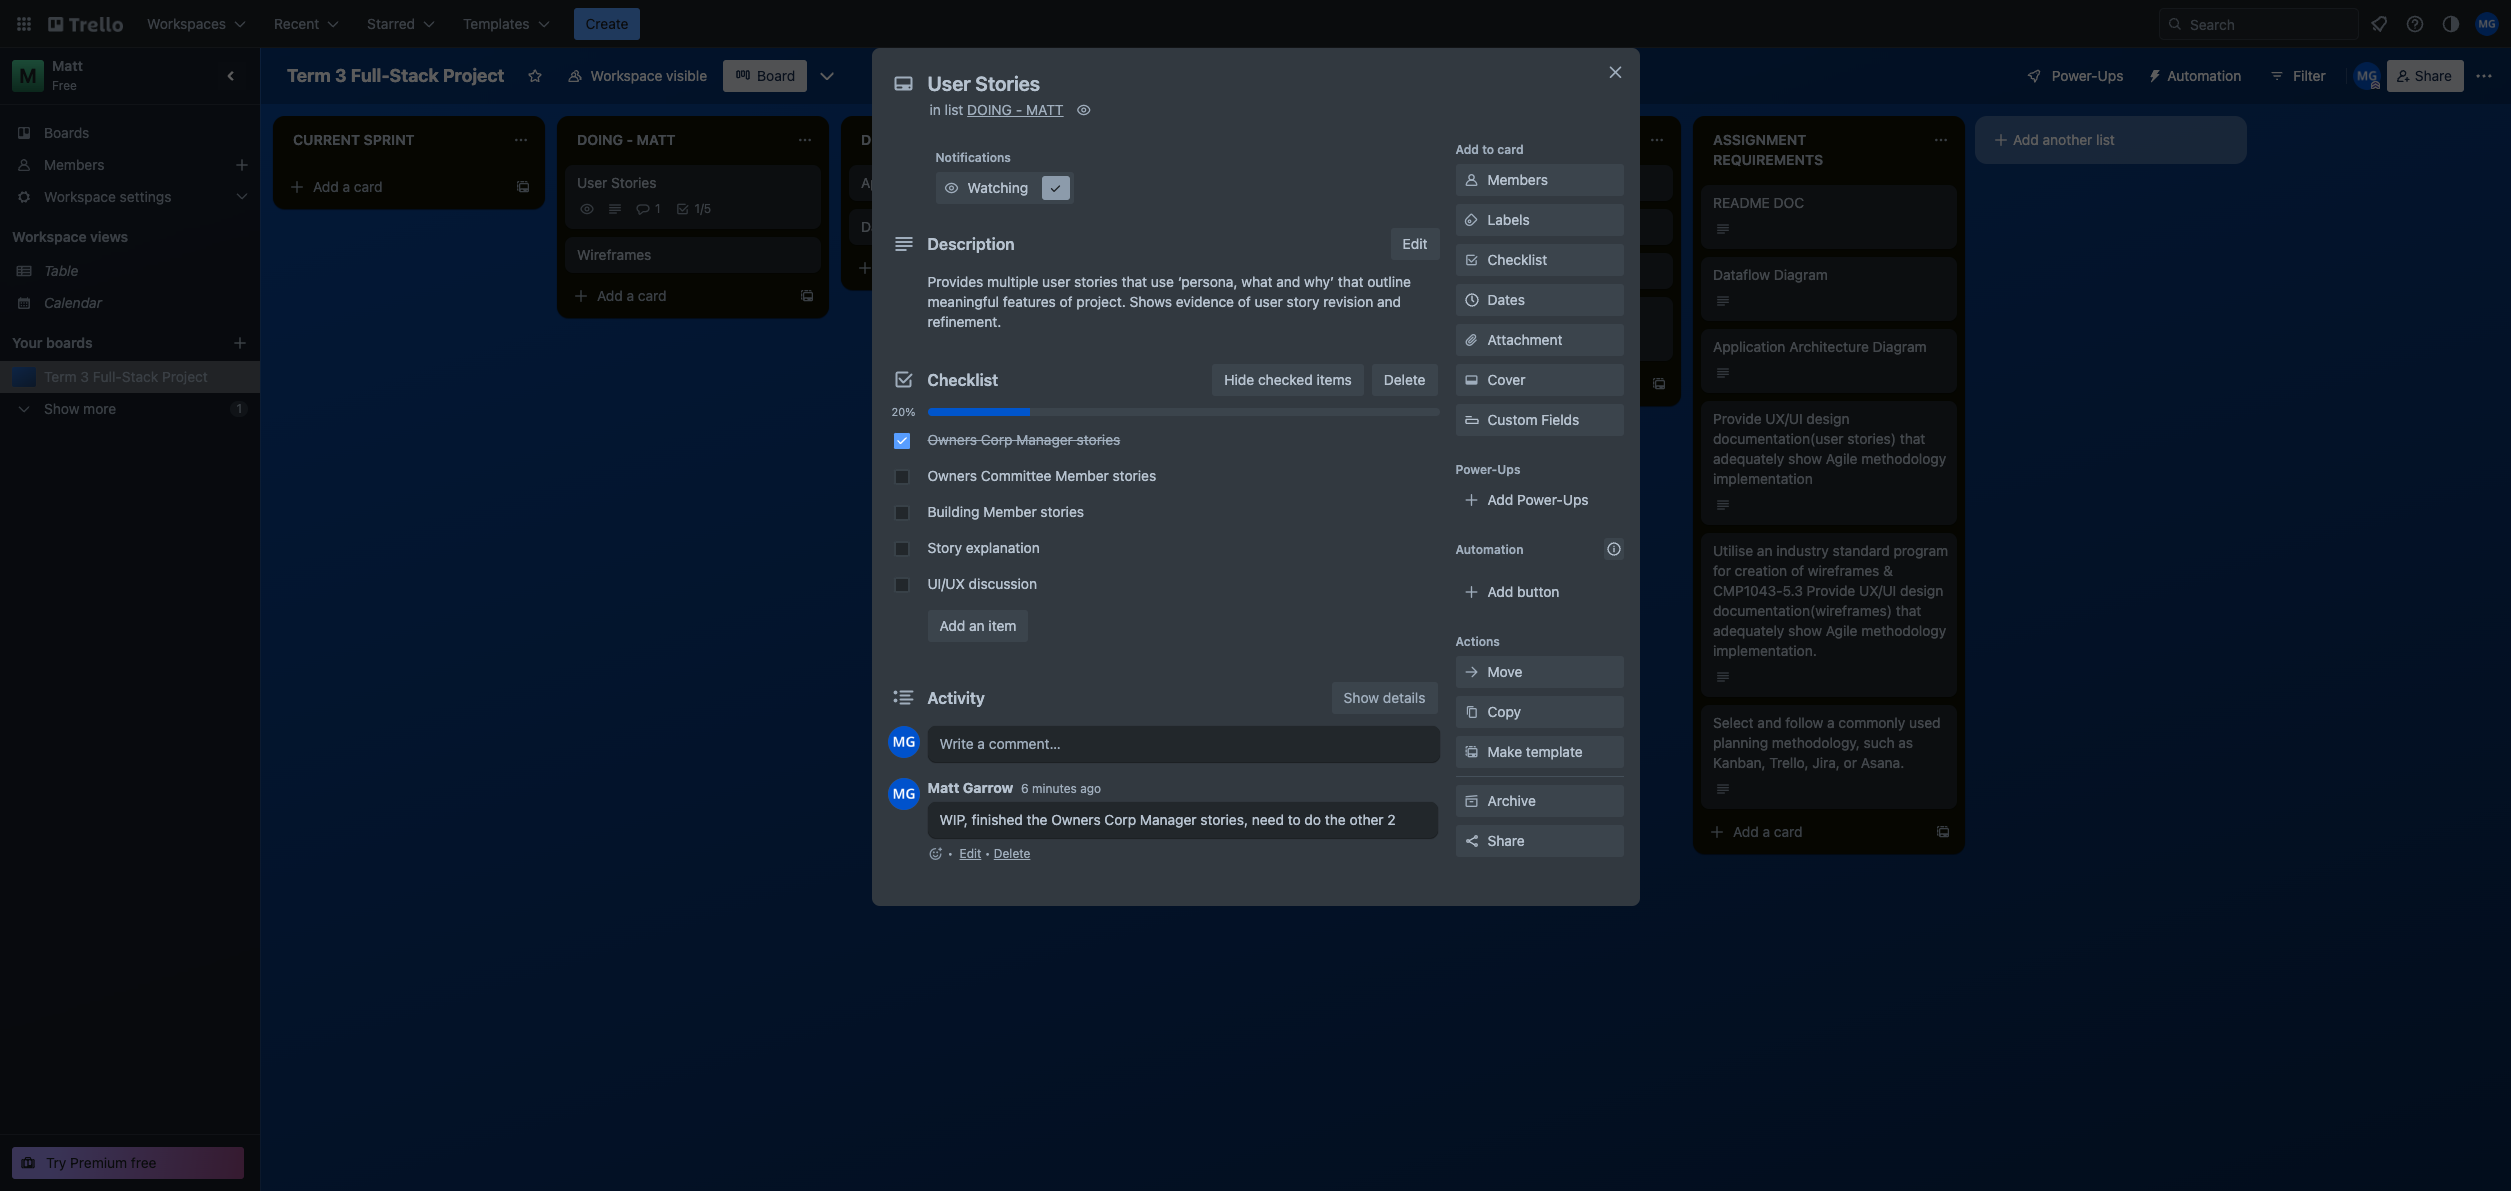 Trello
Workspaces
Recent
Starred
Templates
Create
Search
MG
M
Matt
Free
Boards
Members
Workspace settings
Workspace views
Table
Calendar
Your boards
Term 3 Full-Stack Project
Show more
1
Try Premium free
Term 3 Full-Stack Project
Workspace visible
Board
Power-Ups
Automation
Filter
MG
Share
CURRENT SPRINT
Add a card
DOING - MATT
User Stories
1
1/5
Wireframes
Add a card
User Stories
in list DOING - MATT
Notifications
Watching
Description
Edit
Provides multiple user stories that use ‘persona, what and why’ that outline
meaningful features of project. Shows evidence of user story revision and
refinement.
Checklist
Hide checked items
Delete
20%
Owners Corp Manager stories
Owners Committee Member stories
Building Member stories
Story explanation
UI/UX discussion
Add an item
Activity
Show details
MG
Write a comment...
MG
Matt Garrow 6 minutes ago
WIP, finished the Owners Corp Manager stories, need to do the other 2
• Edit • Delete
Add to card
Members
Labels
Checklist
Dates
Attachment
Cover
Custom Fields
Power-Ups
Add Power-Ups
Automation
Add button
Actions
Move
Copy
Make template
Archive
Share
ASSIGNMENT
REQUIREMENTS
README DOC
Dataflow Diagram
Application Architecture Diagram
Provide UX/UI design
documentation(user stories) that
adequately show Agile methodology
implementation
Utilise an industry standard program
for creation of wireframes &
CMP1043-5.3 Provide UX/UI design
documentation(wireframes) that
adequately show Agile methodology
implementation.
Select and follow a commonly used
planning methodology, such as
Kanban, Trello, Jira, or Asana.
Add a card
Add another list